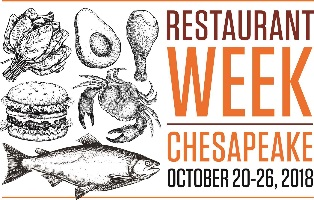 RESTAURANT
WEEK
CHESAPEAKE
OCTOBER 20-26, 2018